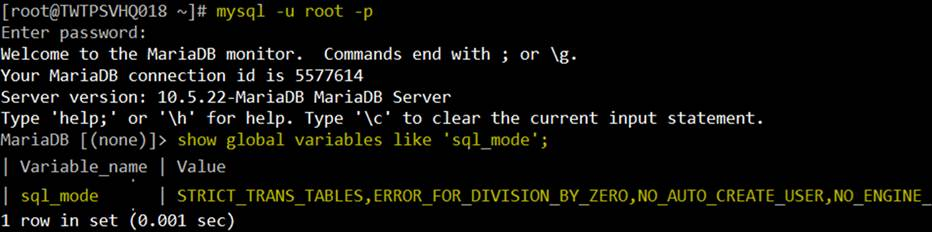 [root@TWTPSVHQ018 ~]# mysql -u root -p
Enter password:
Welcome to the MariaDB monitor.  Commands end with ; or \g.
Your MariaDB connection id is 5577614
Server version: 10.5.22-MariaDB MariaDB Server
Type 'help;' or '\h' for help. Type '\c' to clear the current input statement.
MariaDB [(none)]> show global variables like 'sql_mode';
| Variable_name | Value
| sql_mode      | STRICT_TRANS_TABLES,ERROR_FOR_DIVISION_BY_ZERO,NO_AUTO_CREATE_USER,NO_ENGINE_
1 row in set (0.001 sec)